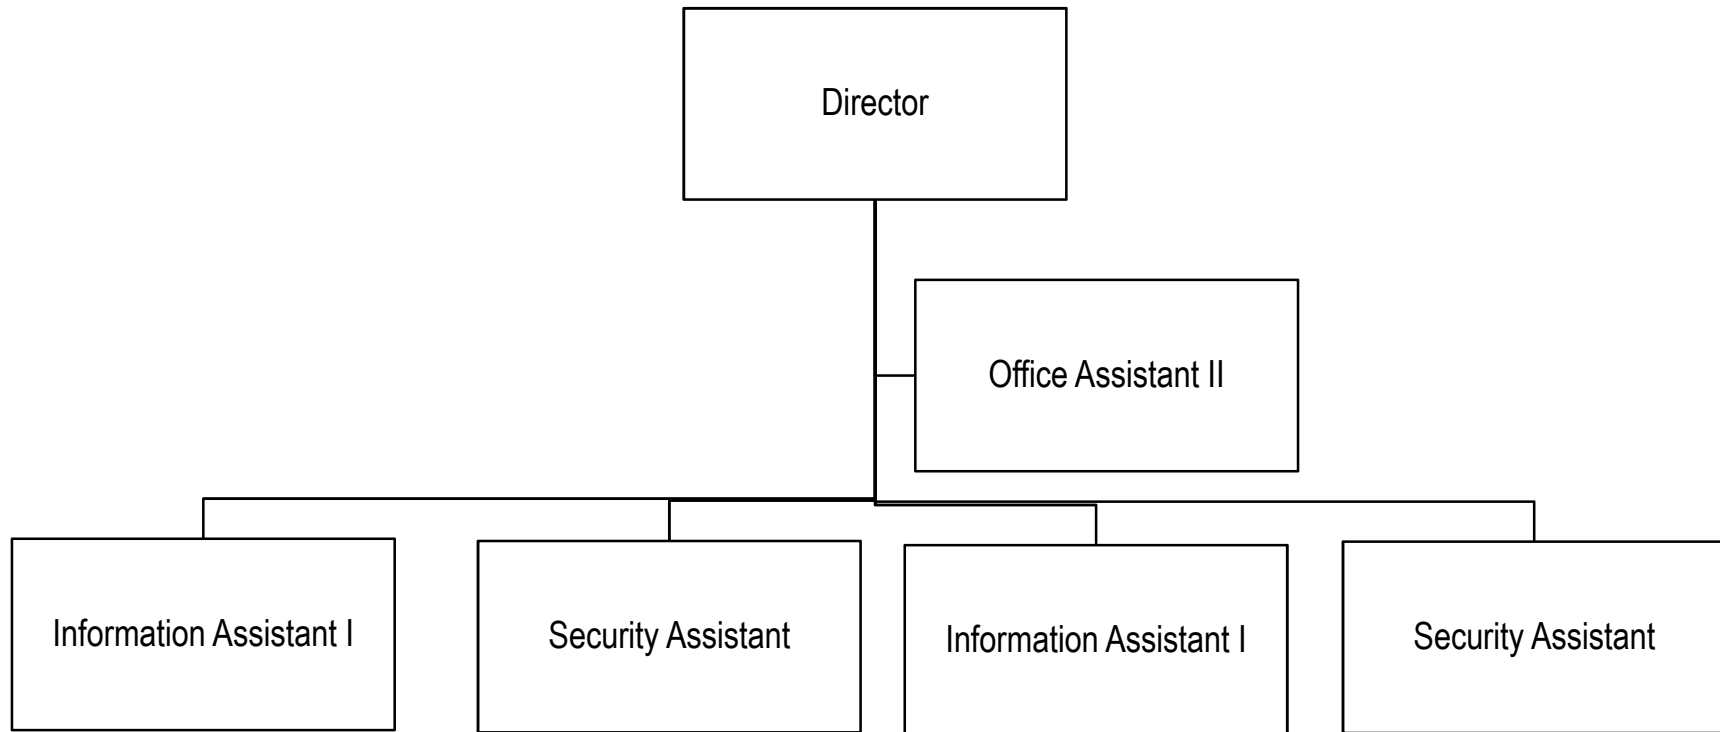 Director
Office Assistant II
Information Assistant I
Security Assistant
Information Assistant I
Security Assistant